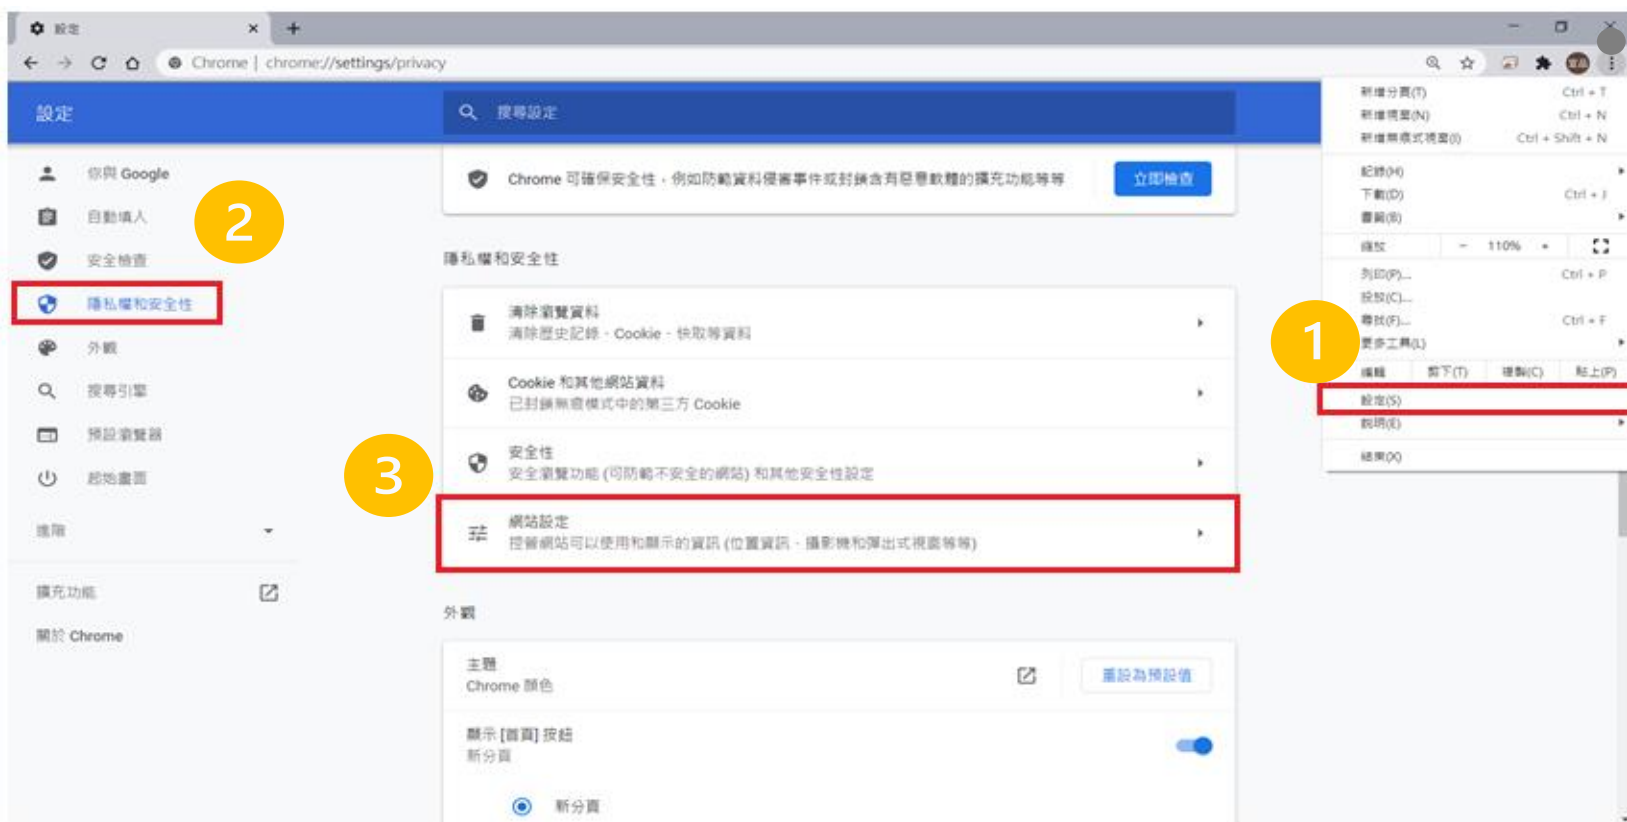 設定
Chrome | chrome://settings/privacy
設定
搜尋設定
你與 Google
自動填入
安全檢查
隱私權和安全性
外觀
搜尋引擎
預設瀏覽器
起始畫面
進階
擴充功能
關於 Chrome
2
Chrome 可確保安全性，例如防範資料侵害事件或封鎖含有惡意軟體的擴充功能等等
立即檢查
隱私權和安全性
清除瀏覽資料
清除歷史記錄、Cookie、快取等資料
Cookie 和其他網站資料
已封鎖無痕模式中的第三方 Cookie
安全性
安全瀏覽功能 (可防範不安全的網站) 和其他安全性設定
3
網站設定
控管網站可以使用和顯示的資訊 (位置資訊、攝影機和彈出式視窗等等)
外觀
主題
Chrome 顏色
重設為預設值
顯示 [首頁] 按鈕
新分頁
新分頁
新增分頁(T) Ctrl + T
新增視窗(N) Ctrl + N
新增無痕式視窗(I) Ctrl + Shift + N
記錄(H)
下載(D) Ctrl + J
書籤(B)
縮放 - 110% +
列印(P)... Ctrl + P
投放(C)...
尋找(F)... Ctrl + F
更多工具(L)
1
編輯 剪下(T) 複製(C) 貼上(P)
設定(S)
說明(E)
結束(X)